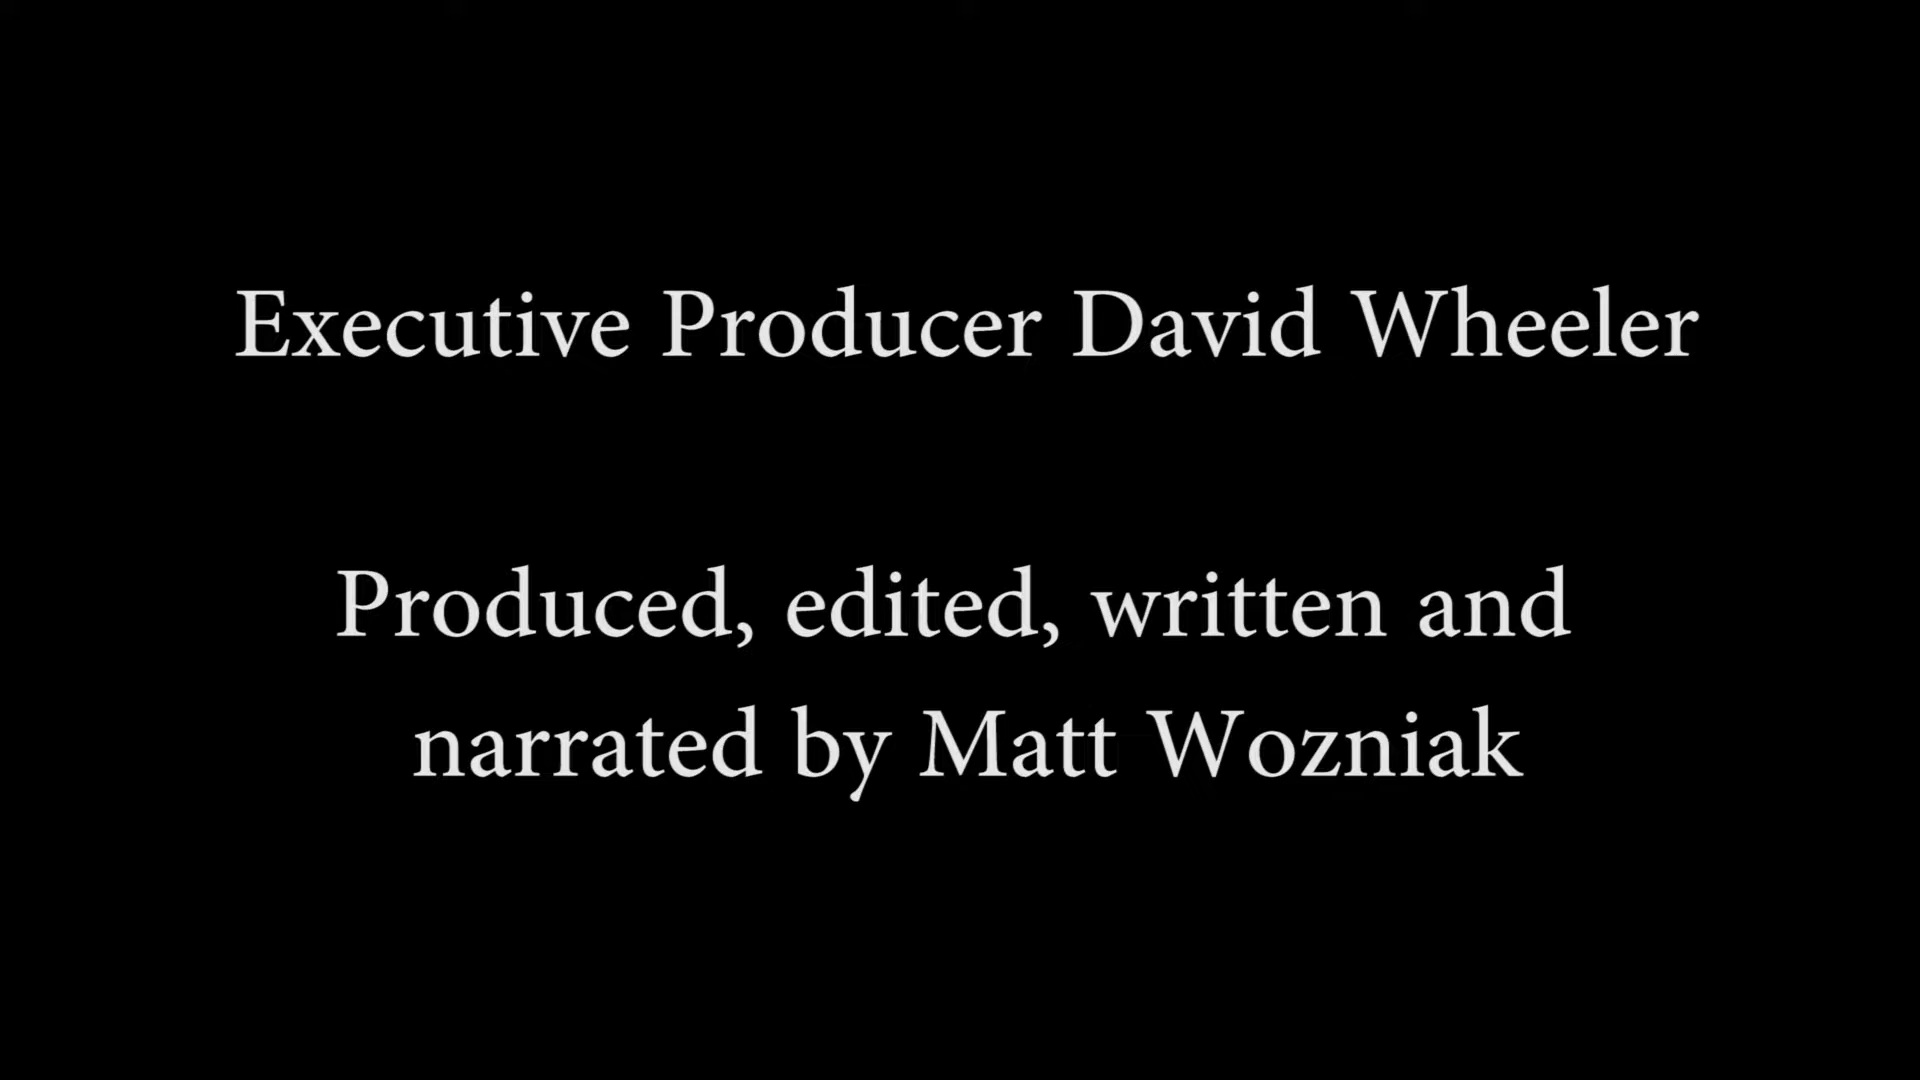 Executive Producer David Wheeler
Produced, edited, written and
narrated by Matt Wozniak